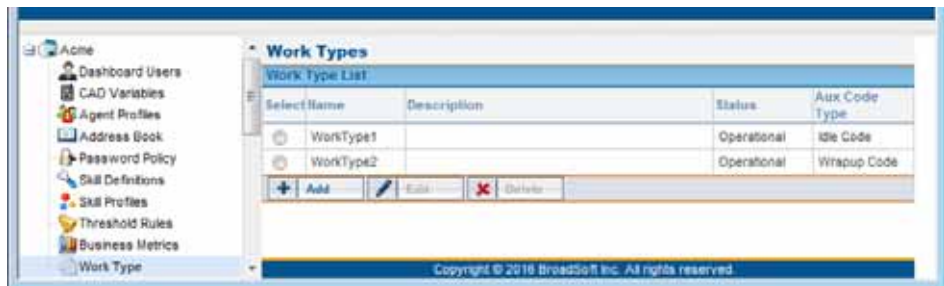 Acme
Dashboard Users
CAD Variables
Agent Profiles
Address Book
Password Policy
Skill Definitions
Skill Profiles
Threshold Rules
Business Metrics
Work Type
Work Types
Work Type List
Select Name Description Status Aux Code Type
WorkType1 Operational Idle Code
WorkType2 Operational Wrapup Code
Add Edit Delete
Copyright © 2016 BroadSoft Inc. All rights reserved.